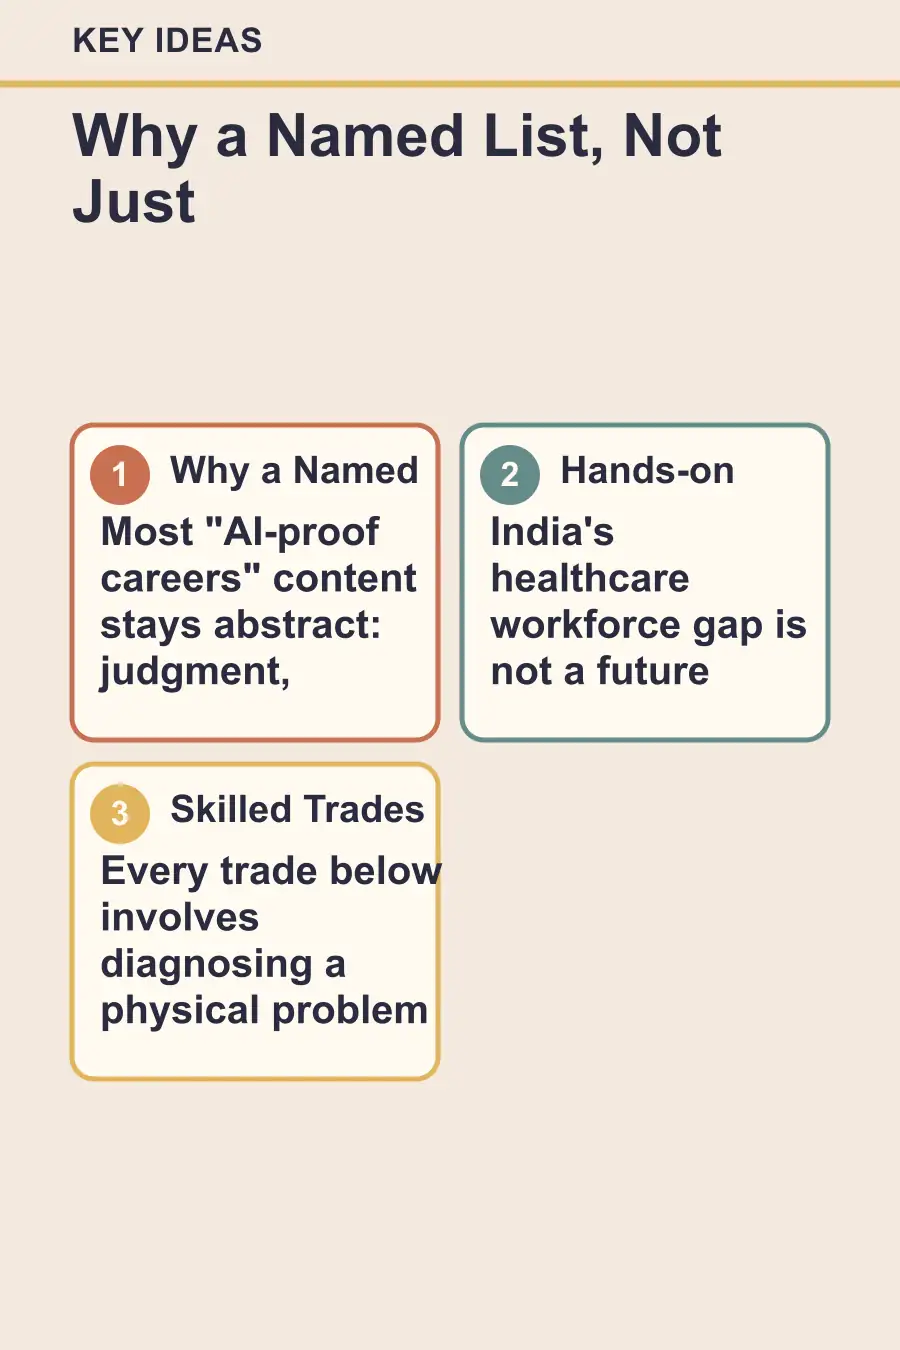 KEY IDEAS
Why a Named List, Not
Just
1 Why a Named
Most "AI-proof
careers" content
stays abstract:
judgment,
2 Hands-on
India's
healthcare
workforce gap is
not a future
3 Skilled Trades
Every trade below
involves
diagnosing a
physical problem